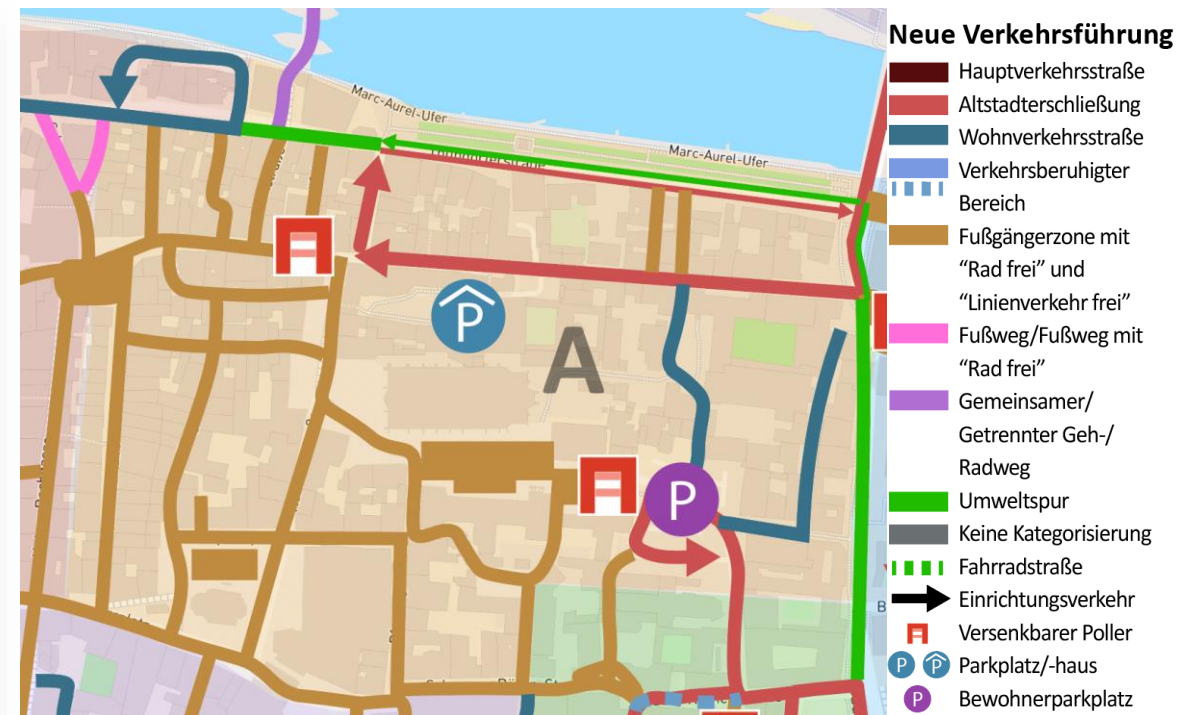 Marc-Aurel-Ufer
Marc-Aurel-Ufer
P
A
P
B
Neue Verkehrsführung
Hauptverkehrsstraße
Altstadterschließung
Wohnverkehrsstraße
Verkehrsberuhigter
Bereich
Fußgängerzone mit
“Rad frei” und
“Linienverkehr frei”
Fußweg/Fußweg mit
“Rad frei”
Gemeinsamer/
Getrennter Geh-/
Radweg
Umweltspur
Keine Kategorisierung
Fahrradstraße
Einrichtungsverkehr
Versenkbarer Poller
P P Parkplatz/-haus
P Bewohnerparkplatz